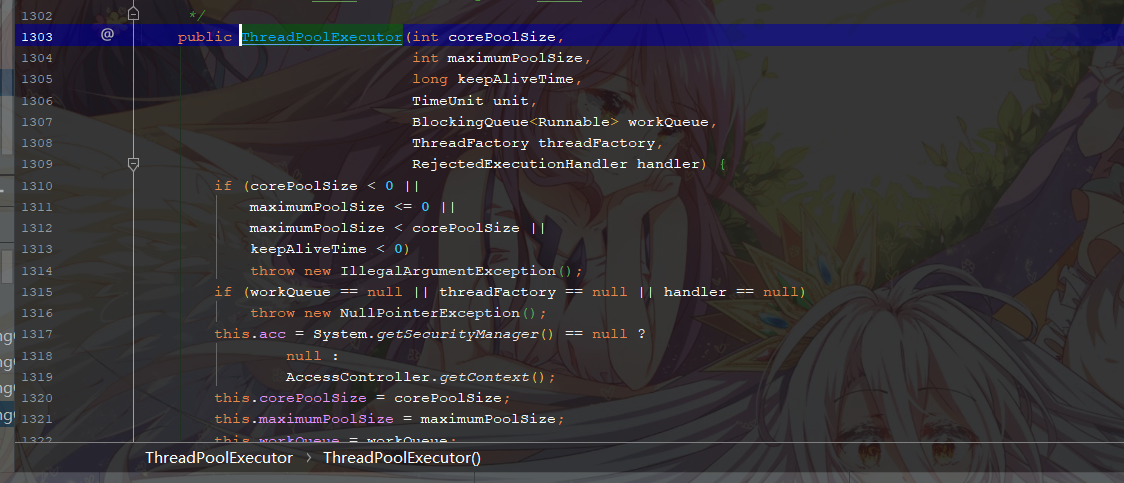 1302 */
1303 @ public ThreadPoolExecutor(int corePoolSize,
1304 int maximumPoolSize,
1305 long keepAliveTime,
1306 TimeUnit unit,
1307 BlockingQueue<Runnable> workQueue,
1308 ThreadFactory threadFactory,
1309 RejectedExecutionHandler handler) {
1310 if (corePoolSize < 0 ||
1311 maximumPoolSize <= 0 ||
1312 maximumPoolSize < corePoolSize ||
1313 keepAliveTime < 0)
1314 throw new IllegalArgumentException();
1315 if (workQueue == null || threadFactory == null || handler == null)
1316 throw new NullPointerException();
1317 this.acc = System.getSecurityManager() == null ?
1318 null :
1319 AccessController.getContext();
1320 this.corePoolSize = corePoolSize;
1321 this.maximumPoolSize = maximumPoolSize;
1322 this.workQueue = workQueue;
ThreadPoolExecutor › ThreadPoolExecutor()